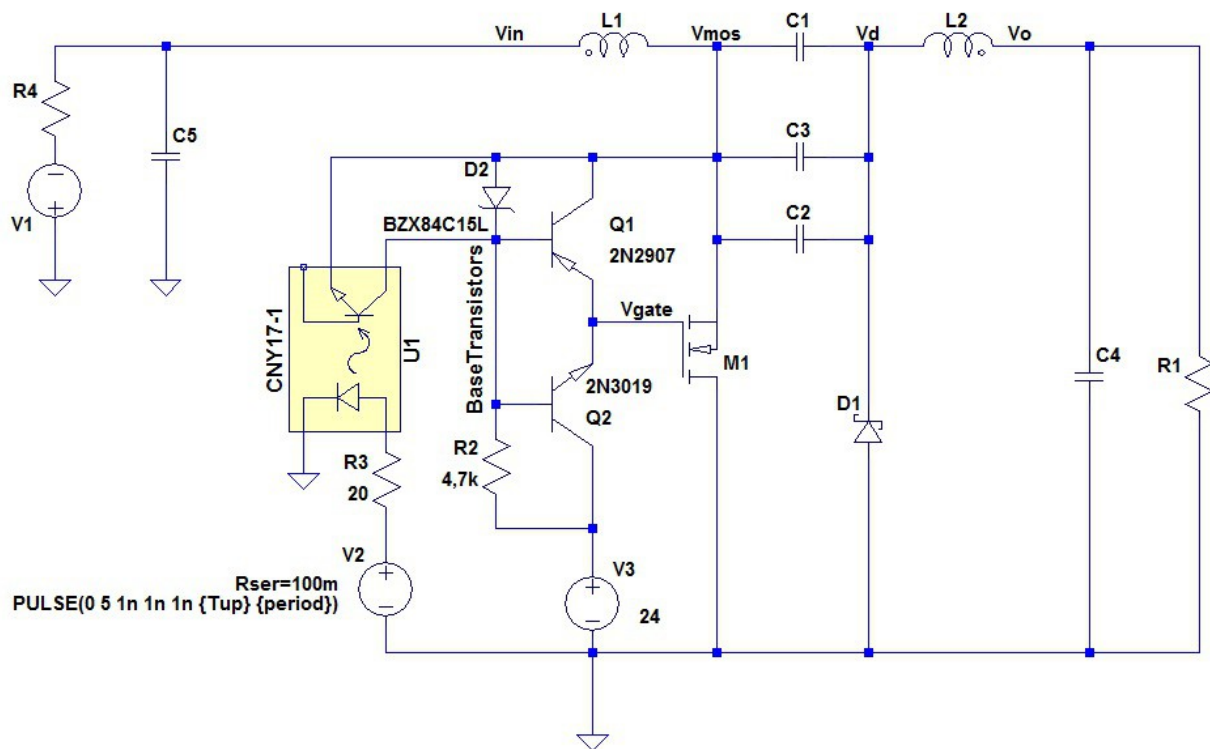 Vin
L1
Vmos
C1
Vd
L2
Vo
R4
C5
V1
D2
C3
BZX84C15L
Q1
2N2907
C2
CNY17-1
U1
BaseTransistors
Vgate
M1
2N3019
Q2
D1
C4
R1
R3
20
R2
4,7k
V2
Rser=100m
PULSE(0 5 1n 1n 1n {Tup} {period})
V3
24